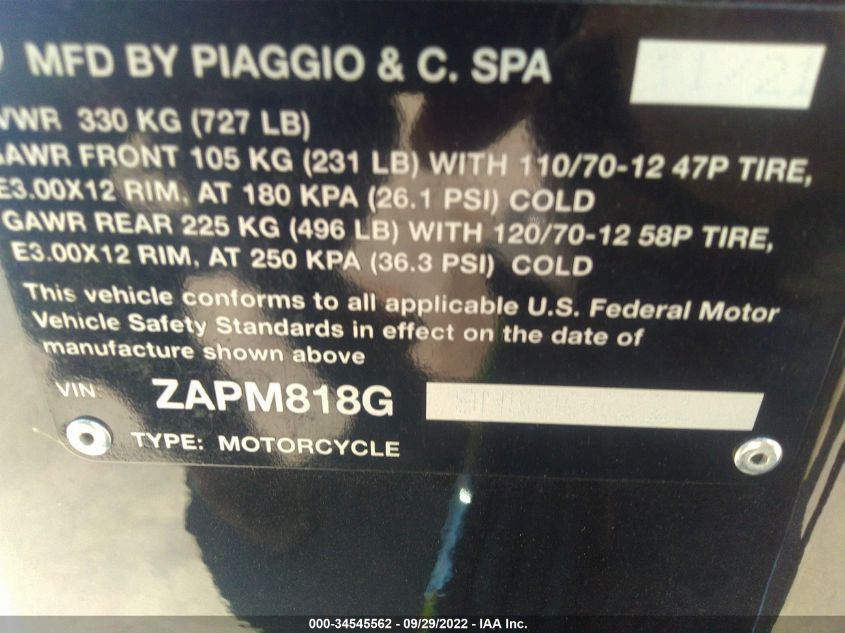 MFD BY PIAGGIO & C. SPA
VWR 330 KG (727 LB)
GAWR FRONT 105 KG (231 LB) WITH 110/70-12 47P TIRE,
E3.00X12 RIM, AT 180 KPA (26.1 PSI) COLD
GAWR REAR 225 KG (496 LB) WITH 120/70-12 58P TIRE,
E3.00X12 RIM, AT 250 KPA (36.3 PSI) COLD
This vehicle conforms to all applicable U.S. Federal Motor
Vehicle Safety Standards in effect on the date of
manufacture shown above
VIN ZAPM818G
TYPE: MOTORCYCLE
000-34545562 - 09/29/2022 - IAA Inc.